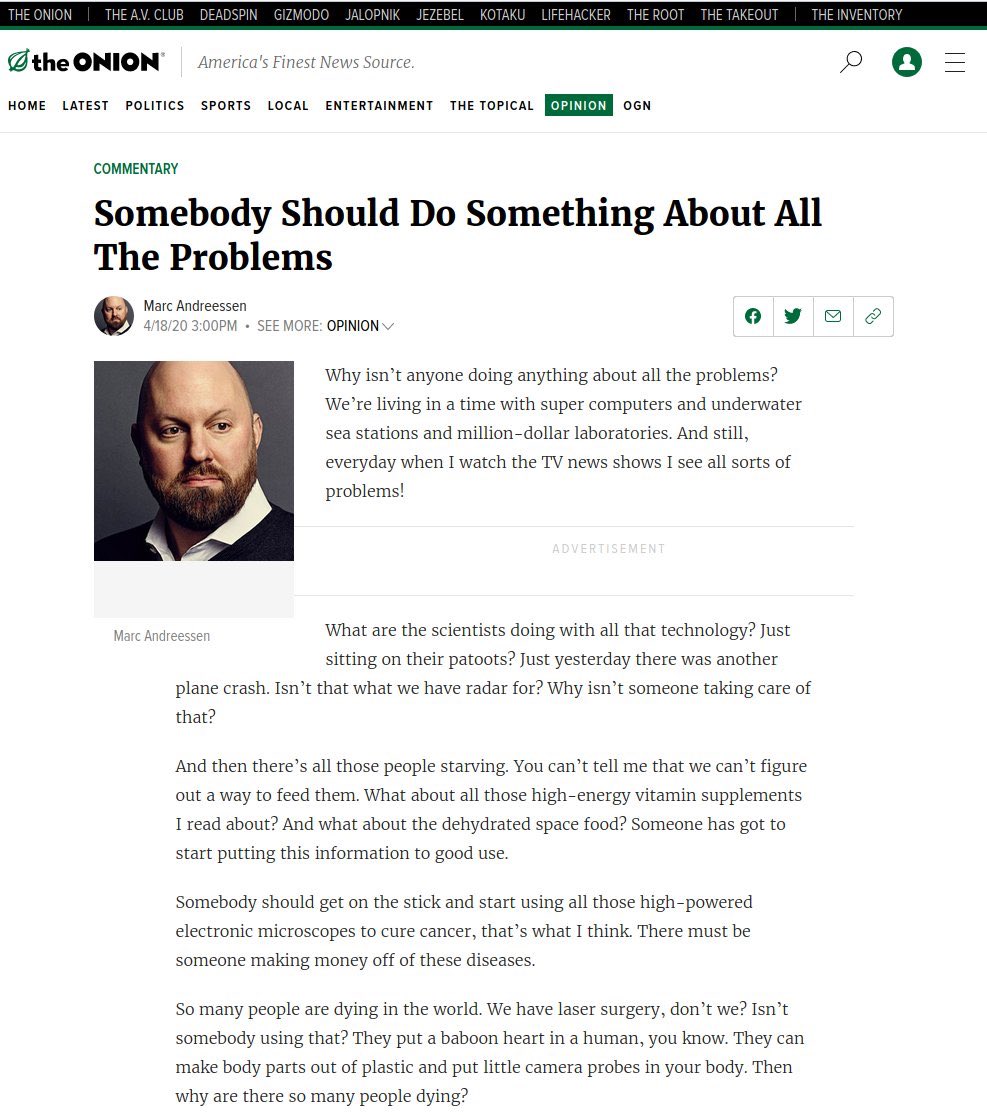 THE ONION | THE A.V. CLUB DEADSPIN GIZMODO JALOPNIK JEZEBEL KOTAKU LIFEHACKER THE ROOT THE TAKEOUT | THE INVENTORY
the ONION® America's Finest News Source.
HOME LATEST POLITICS SPORTS LOCAL ENTERTAINMENT THE TOPICAL OPINION OGN
COMMENTARY
Somebody Should Do Something About All
The Problems
Marc Andreessen
4/18/20 3:00PM • SEE MORE: OPINION
Why isn’t anyone doing anything about all the problems?
We’re living in a time with super computers and underwater
sea stations and million-dollar laboratories. And still,
everyday when I watch the TV news shows I see all sorts of
problems!
ADVERTISEMENT
Marc Andreessen
What are the scientists doing with all that technology? Just
sitting on their patoots? Just yesterday there was another
plane crash. Isn’t that what we have radar for? Why isn’t someone taking care of
that?
And then there’s all those people starving. You can’t tell me that we can’t figure
out a way to feed them. What about all those high-energy vitamin supplements
I read about? And what about the dehydrated space food? Someone has got to
start putting this information to good use.
Somebody should get on the stick and start using all those high-powered
electronic microscopes to cure cancer, that’s what I think. There must be
someone making money off of these diseases.
So many people are dying in the world. We have laser surgery, don’t we? Isn’t
somebody using that? They put a baboon heart in a human, you know. They can
make body parts out of plastic and put little camera probes in your body. Then
why are there so many people dying?